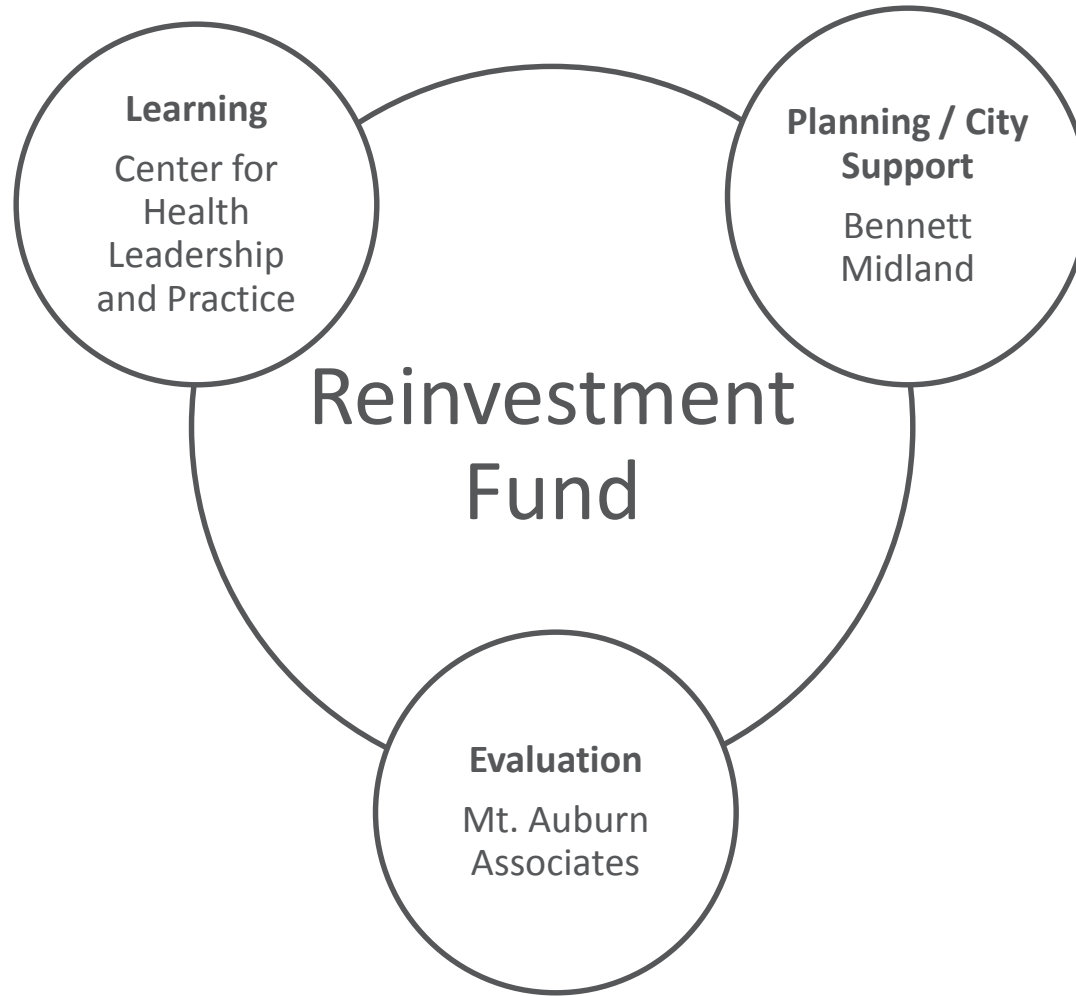 Learning
Center for
Health
Leadership
and Practice
Planning / City
Support
Bennett
Midland
Reinvestment
Fund
Evaluation
Mt. Auburn
Associates